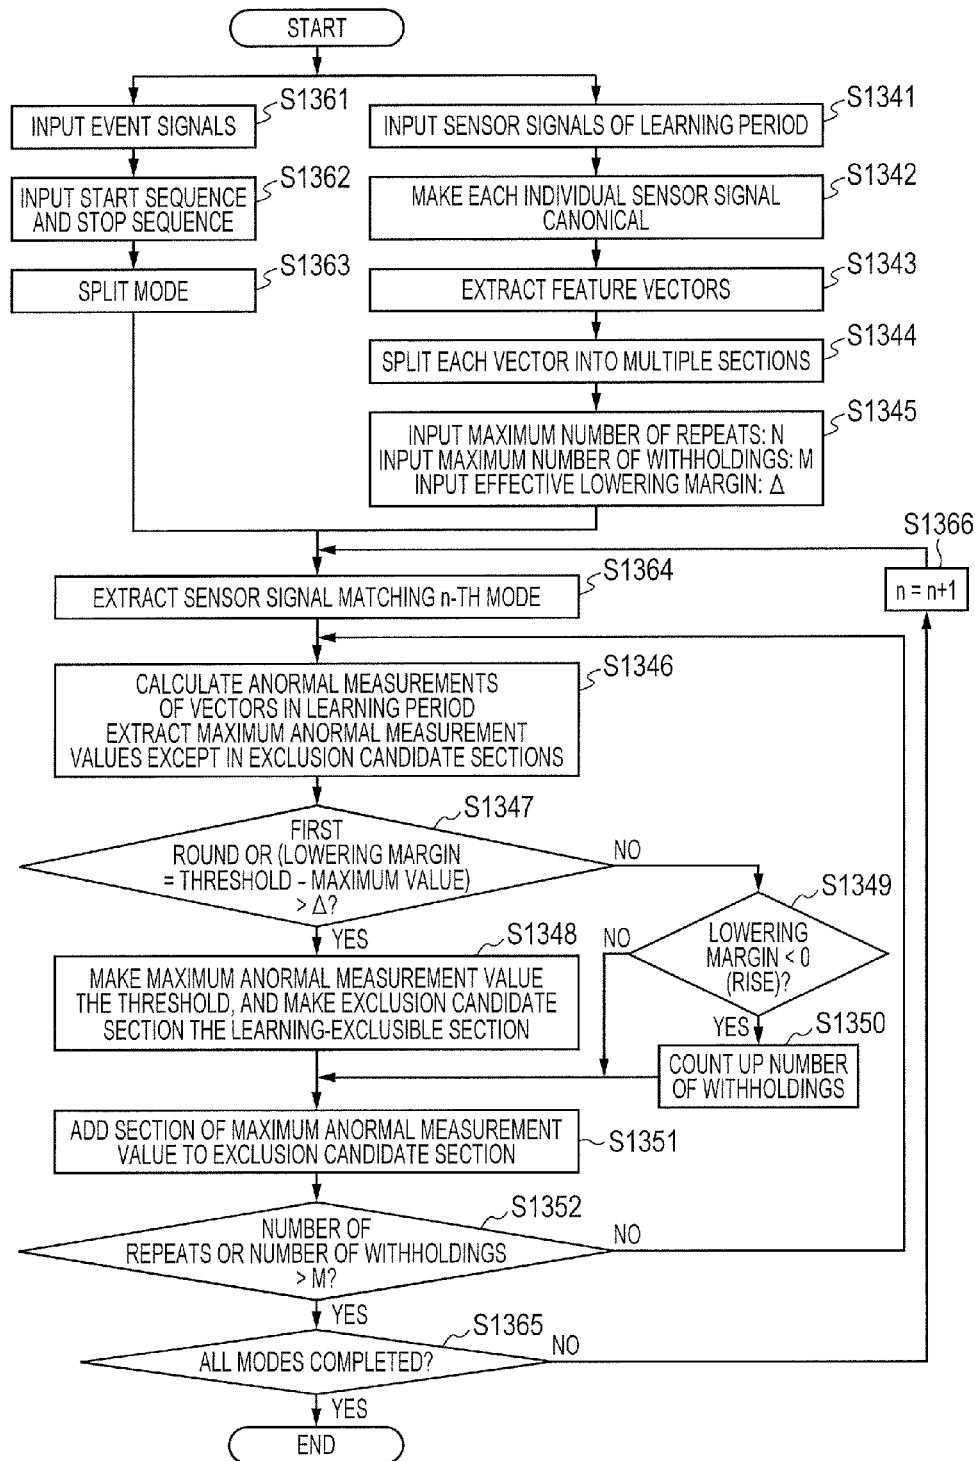 START
S1361
INPUT EVENT SIGNALS
S1362
INPUT START SEQUENCE
AND STOP SEQUENCE
S1363
SPLIT MODE
S1341
INPUT SENSOR SIGNALS OF LEARNING PERIOD
S1342
MAKE EACH INDIVIDUAL SENSOR SIGNAL
CANONICAL
S1343
EXTRACT FEATURE VECTORS
S1344
SPLIT EACH VECTOR INTO MULTIPLE SECTIONS
S1345
INPUT MAXIMUM NUMBER OF REPEATS: N
INPUT MAXIMUM NUMBER OF WITHHOLDINGS: M
INPUT EFFECTIVE LOWERING MARGIN: Δ
S1366
n = n+1
S1364
EXTRACT SENSOR SIGNAL MATCHING n-TH MODE
S1346
CALCULATE ANORMAL MEASUREMENTS
OF VECTORS IN LEARNING PERIOD
EXTRACT MAXIMUM ANORMAL MEASUREMENT
VALUES EXCEPT IN EXCLUSION CANDIDATE SECTIONS
S1347
FIRST
ROUND OR (LOWERING MARGIN
= THRESHOLD – MAXIMUM VALUE)
> Δ?
NO
YES
S1349
LOWERING
MARGIN < 0
(RISE)?
NO
YES
S1348
MAKE MAXIMUM ANORMAL MEASUREMENT VALUE
THE THRESHOLD, AND MAKE EXCLUSION CANDIDATE
SECTION THE LEARNING-EXCLUSIBLE SECTION
S1350
COUNT UP NUMBER
OF WITHHOLDINGS
S1351
ADD SECTION OF MAXIMUM ANORMAL MEASUREMENT
VALUE TO EXCLUSION CANDIDATE SECTION
S1352
NUMBER OF
REPEATS OR NUMBER OF WITHHOLDINGS
> M?
NO
YES
S1365
ALL MODES COMPLETED?
NO
YES
END